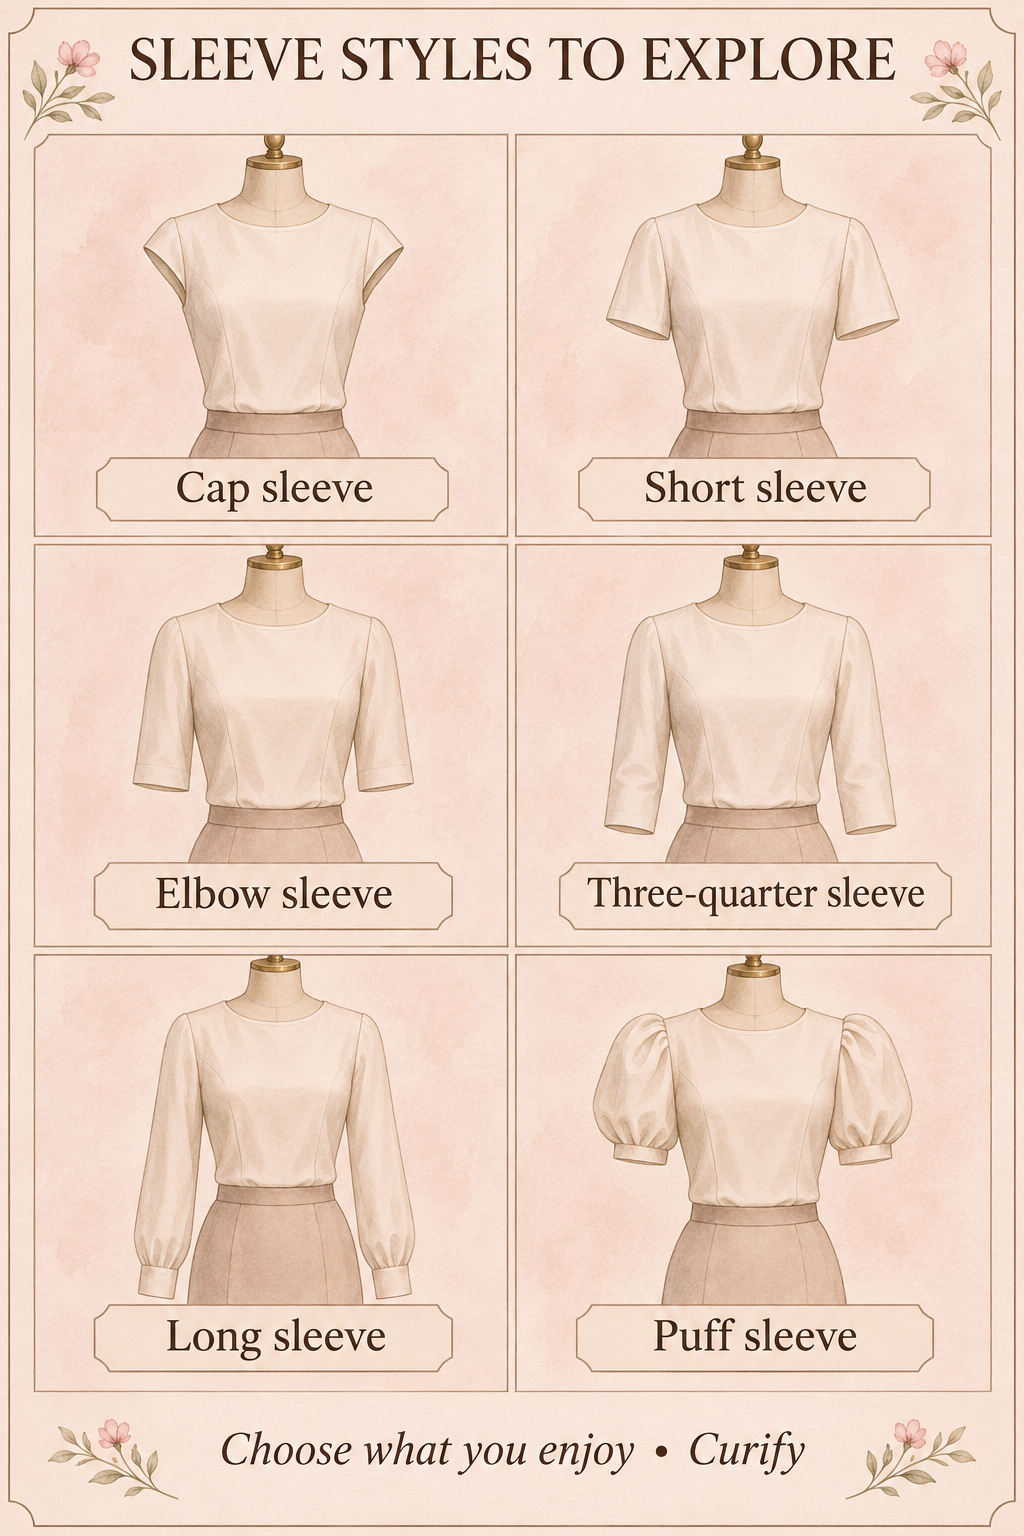 SLEEVE STYLES TO EXPLORE
Cap sleeve
Short sleeve
Elbow sleeve
Three-quarter sleeve
Long sleeve
Puff sleeve
Choose what you enjoy • Curify